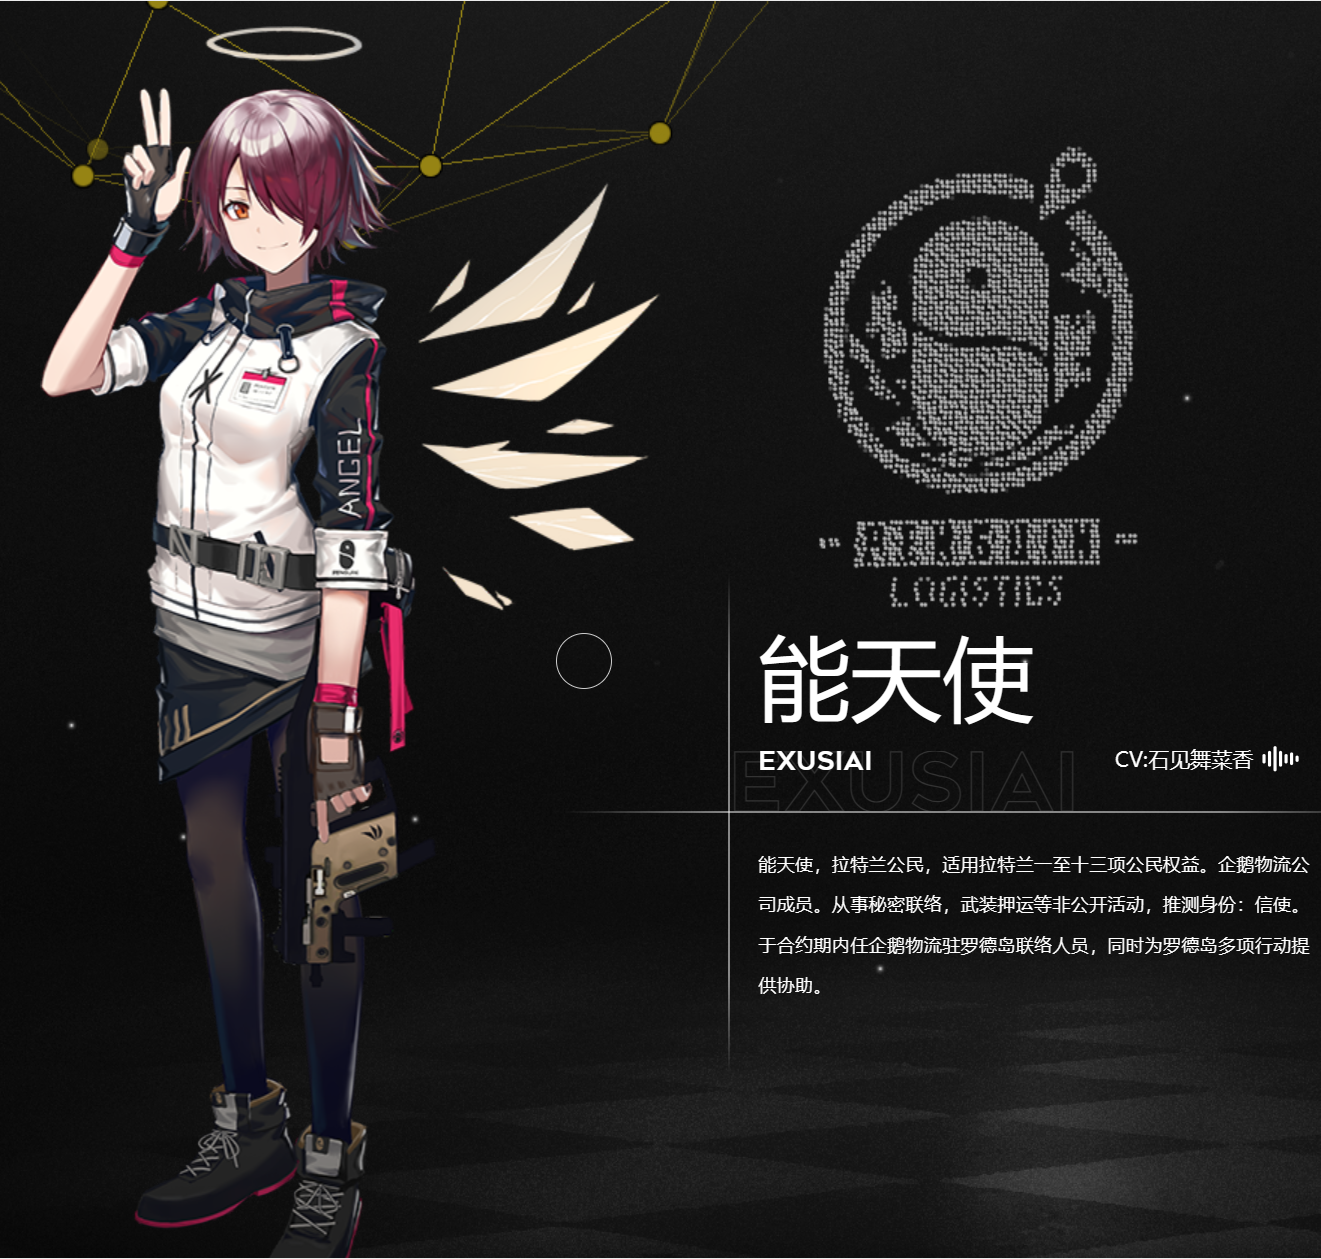 ANGEL
PENGUIN
LOGISTICS
能天使
EXUSIAI
EXUSIAI
CV:石见舞菜香
能天使，拉特兰公民，适用拉特兰一至十三项公民权益。企鹅物流公
司成员。从事秘密联络，武装押运等非公开活动，推测身份：信使。
于合约期内任企鹅物流驻罗德岛联络人员，同时为罗德岛多项行动提
供协助。